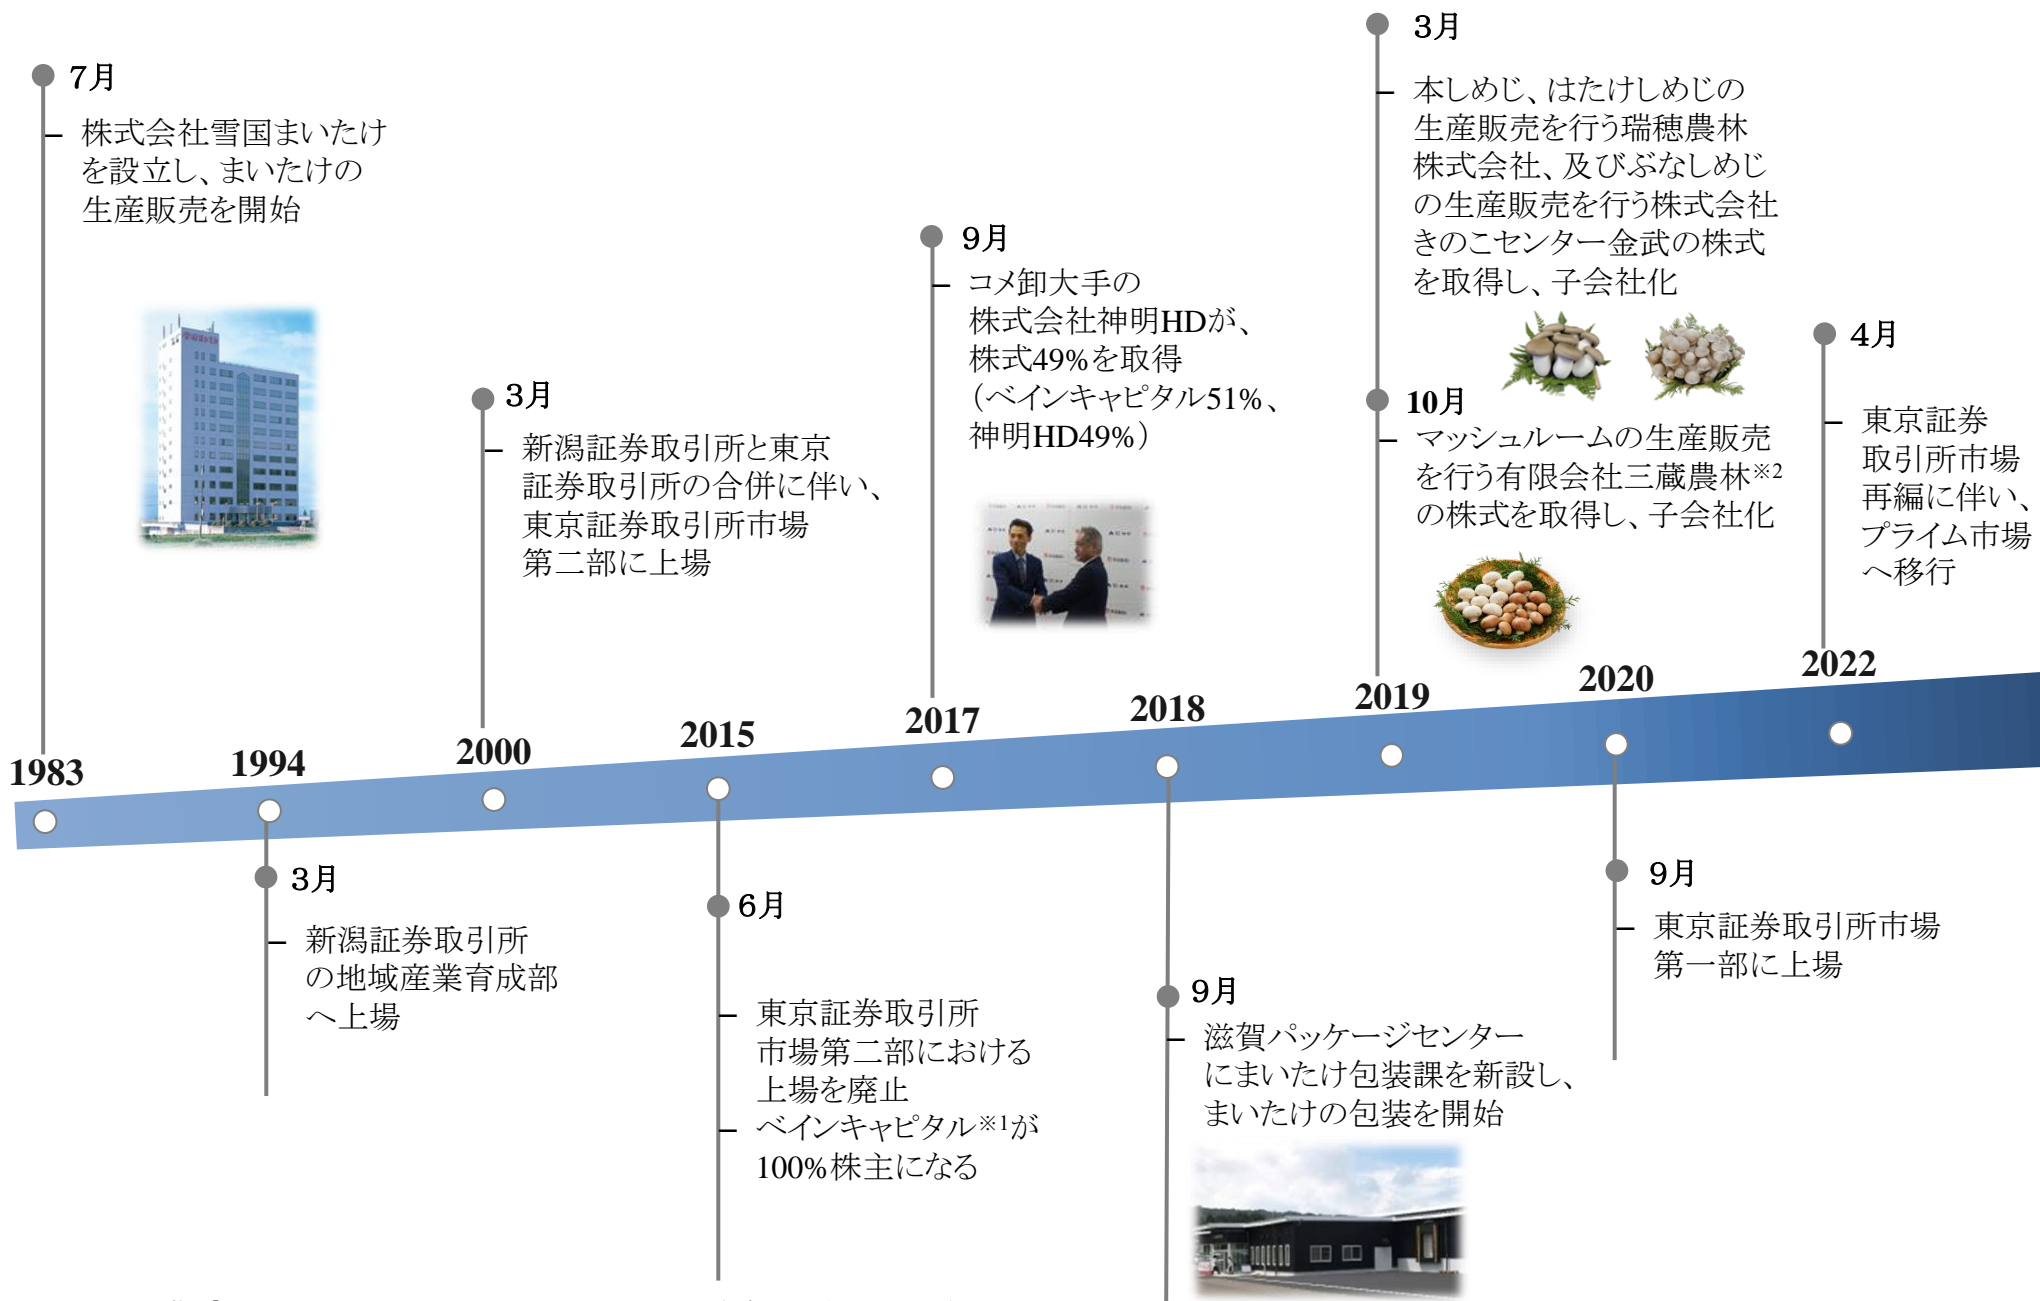 7月
– 株式会社雪国まいたけ
を設立し、まいたけの
生産販売を開始
3月
– 新潟証券取引所と東京
証券取引所の合併に伴い、
東京証券取引所市場
第二部に上場
9月
– コメ卸大手の
株式会社神明HDが、
株式49%を取得
（ベインキャピタル51%、
神明HD49%）
3月
– 本しめじ、はたけしめじの
生産販売を行う瑞穂農林
株式会社、及びぶなしめじ
の生産販売を行う株式会社
きのこセンター金武の株式
を取得し、子会社化
10月
– マッシュルームの生産販売
を行う有限会社三蔵農林※2
の株式を取得し、子会社化
4月
– 東京証券
取引所市場
再編に伴い、
プライム市場
へ移行
1983
1994
2000
2015
2017
2018
2019
2020
2022
3月
– 新潟証券取引所
の地域産業育成部
へ上場
6月
– 東京証券取引所
市場第二部における
上場を廃止
– ベインキャピタル※1が
100%株主になる
9月
– 滋賀パッケージセンター
にまいたけ包装課を新設し、
まいたけの包装を開始
9月
– 東京証券取引所市場
第一部に上場